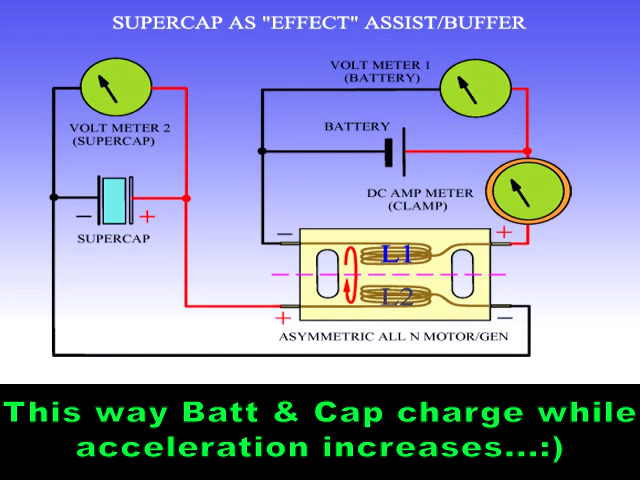 SUPERCAP AS "EFFECT" ASSIST/BUFFER
VOLT METER 1
(BATTERY)
BATTERY
VOLT METER 2
(SUPERCAP)
DC AMP METER
(CLAMP)
− +
SUPERCAP
− +
L1
L2
+ −
ASYMMETRIC ALL N MOTOR/GEN
This way Batt & Cap charge while
acceleration increases...:)